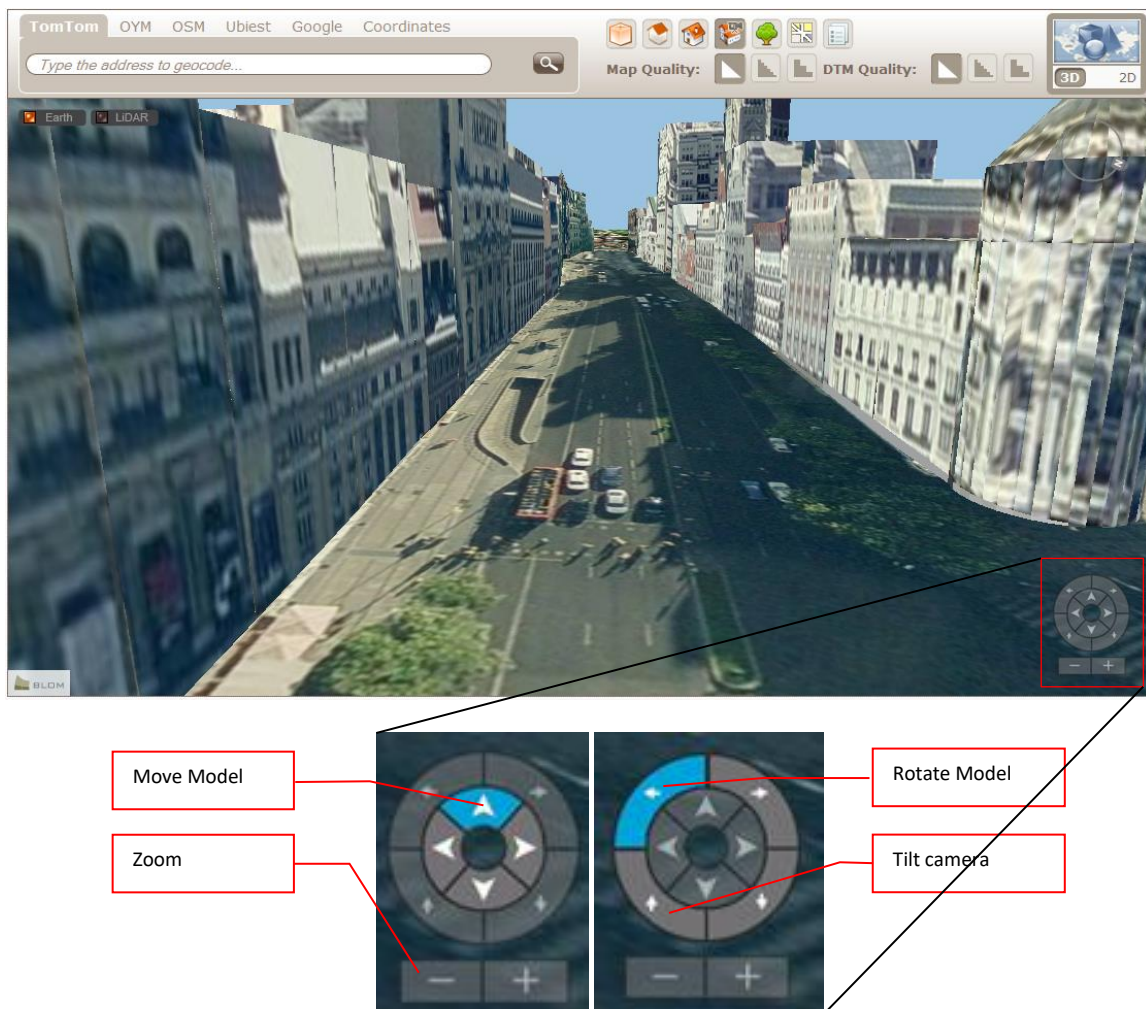 TomTom OYM OSM Ubiest Google Coordinates
Type the address to geocode...
Map Quality: DTM Quality:
3D 2D
Earth LiDAR
N
BLOM
Move Model
Rotate Model
Zoom
Tilt camera